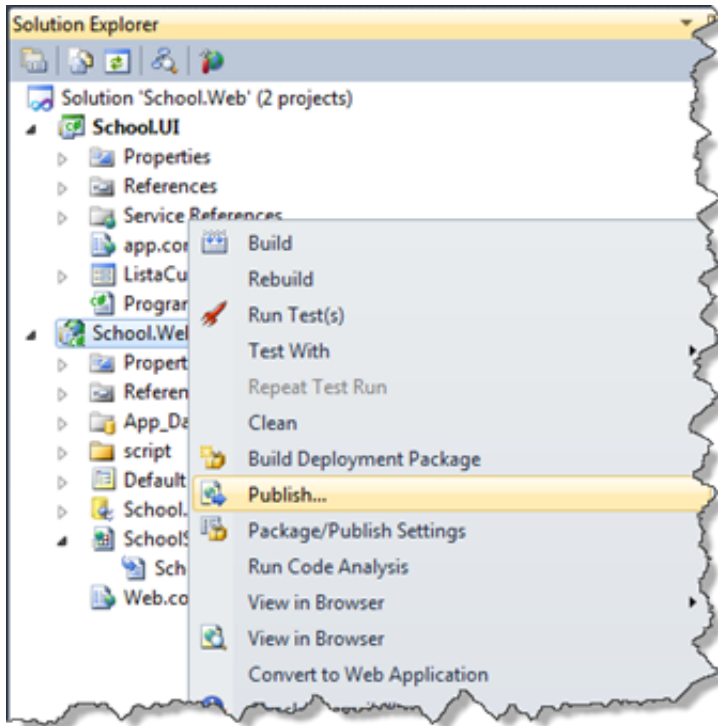 Solution Explorer
Solution 'School.Web' (2 projects)
School.UI
Properties
References
Service References
app.con
ListaCu
Program
School.Web
Propert
Referen
App_Da
script
Default
School.
SchoolS
Sch
Web.co
Build
Rebuild
Run Test(s)
Test With
Repeat Test Run
Clean
Build Deployment Package
Publish...
Package/Publish Settings
Run Code Analysis
View in Browser
View in Browser
Convert to Web Application